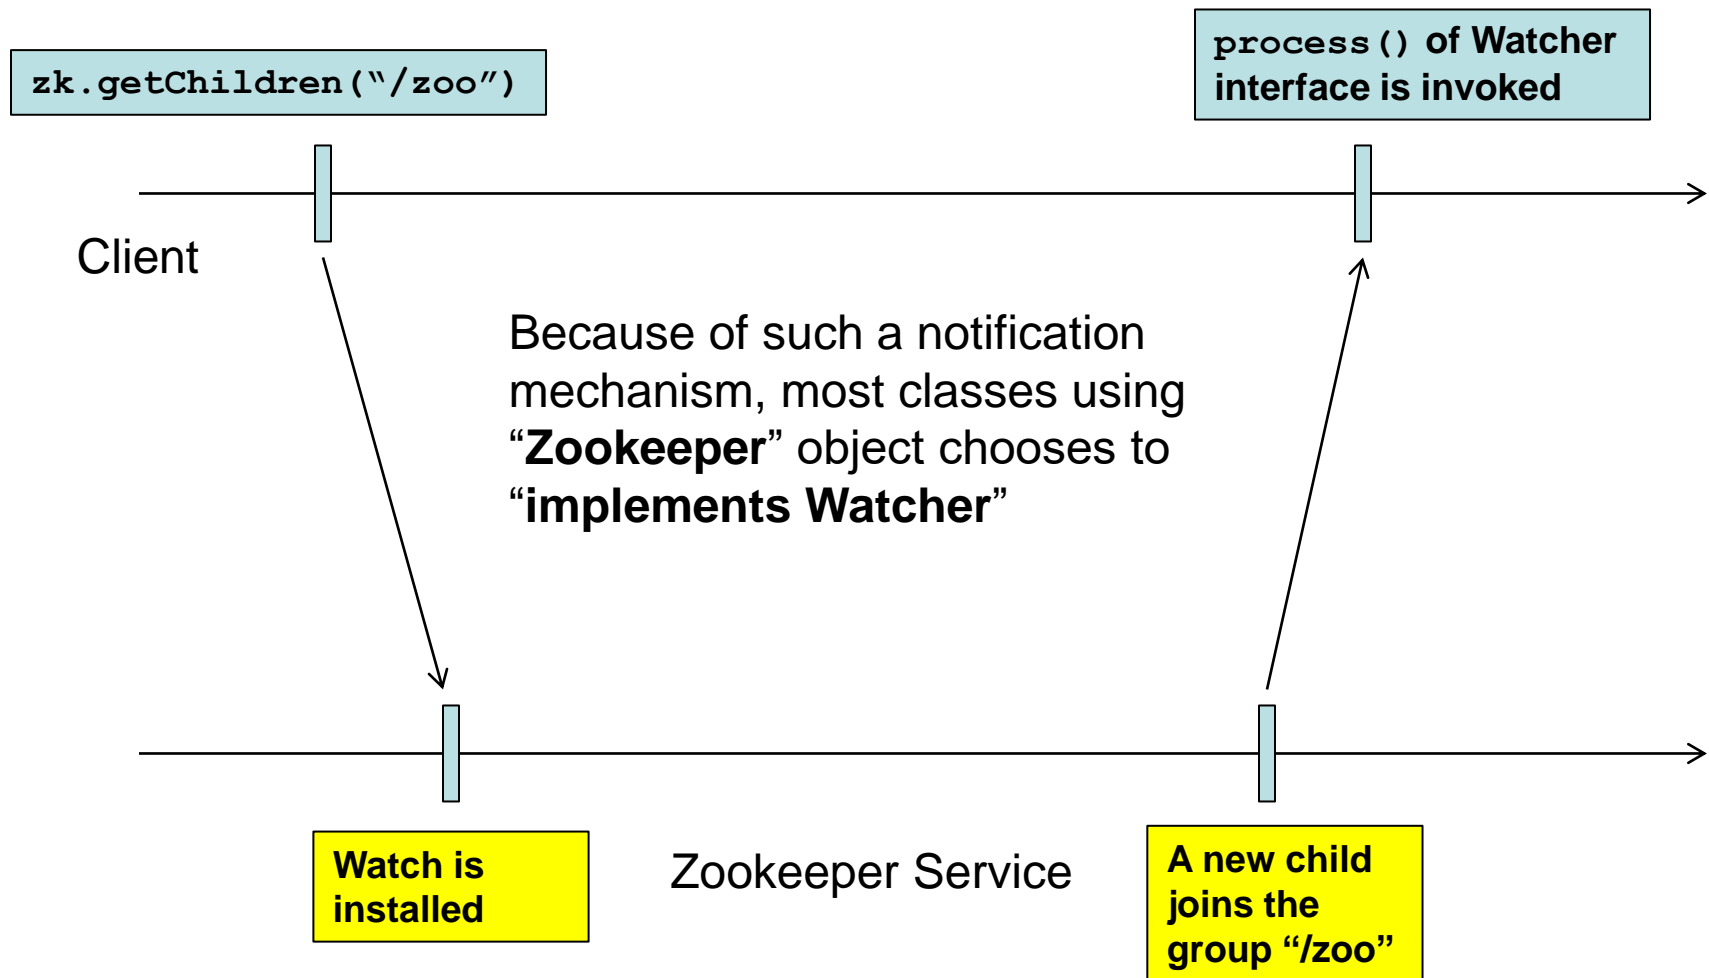 zk.getChildren(“/zoo”)
process() of Watcher
interface is invoked
Client
Because of such a notification
mechanism, most classes using
“Zookeeper” object chooses to
“implements Watcher”
Watch is
installed
Zookeeper Service
A new child
joins the
group “/zoo”